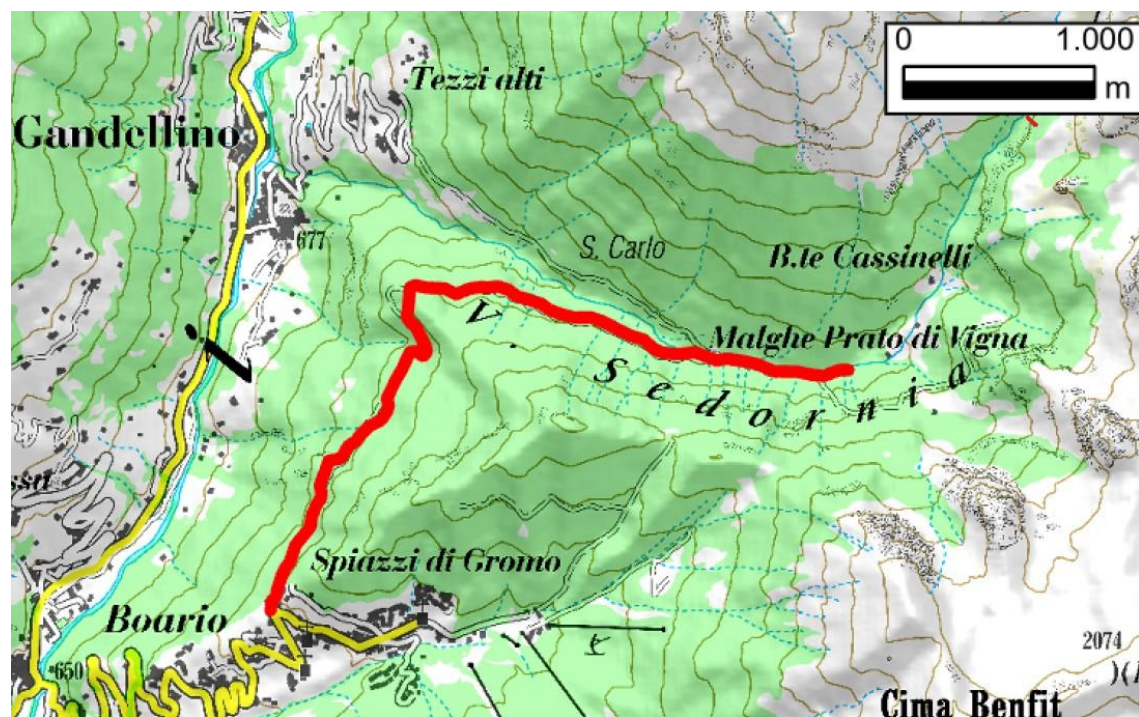 0 1.000
m
Tezzi alti
Gandellino
677
S. Carlo
B.te Cassinelli
Malghe Prato di Vigna
V Sedornia
Spiazzi di Gromo
Boario
650
2074
Cima Benfit